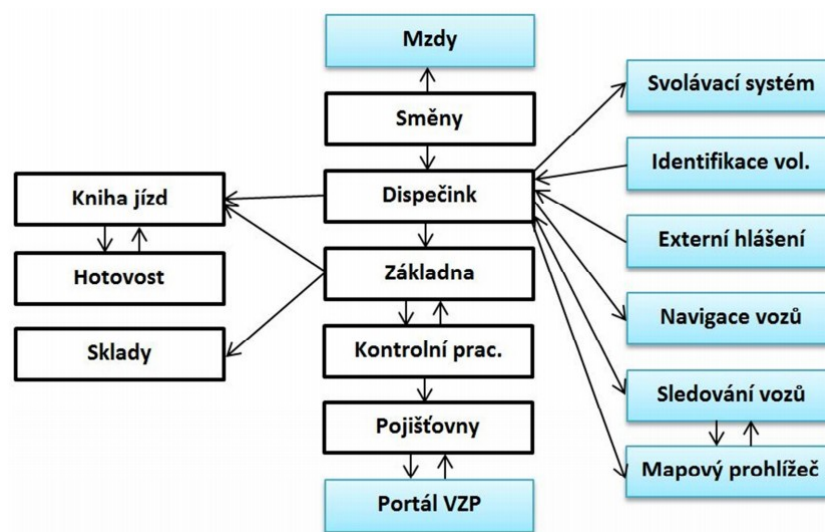 Mzdy
Směny
Dispečink
Základna
Kontrolní prac.
Pojišťovny
Portál VZP
Kniha jízd
Hotovost
Sklady
Svolávací systém
Identifikace vol.
Externí hlášení
Navigace vozů
Sledování vozů
Mapový prohlížeč